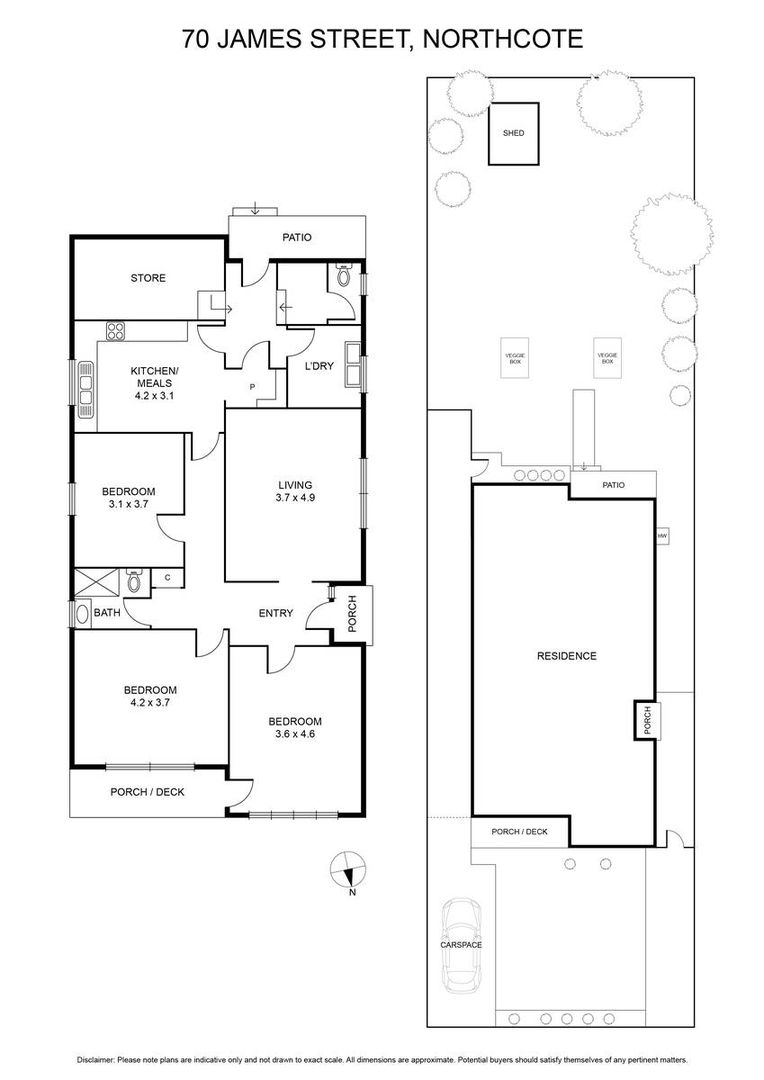 70 JAMES STREET, NORTHCOTE
SHED
PATIO
STORE
KITCHEN/
MEALS
4.2 x 3.1
L'DRY
P
VEGGIE
BOX
VEGGIE
BOX
BEDROOM
3.1 x 3.7
LIVING
3.7 x 4.9
PATIO
HW
C
BATH
ENTRY
PORCH
RESIDENCE
BEDROOM
4.2 x 3.7
BEDROOM
3.6 x 4.6
PORCH
PORCH / DECK
PORCH / DECK
N
CARSPACE
Disclaimer: Please note plans are indicative only and not drawn to exact scale. All dimensions are approximate. Potential buyers should satisfy themselves of any pertinent matters.